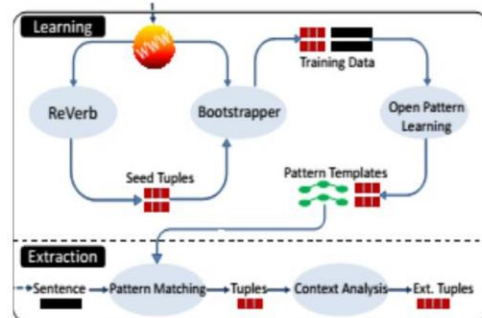 Learning
WWW
Training Data
ReVerb
Bootstrapper
Open Pattern
Learning
Seed Tuples
Pattern Templates
Extraction
Sentence
Pattern Matching
Tuples
Context Analysis
Ext. Tuples